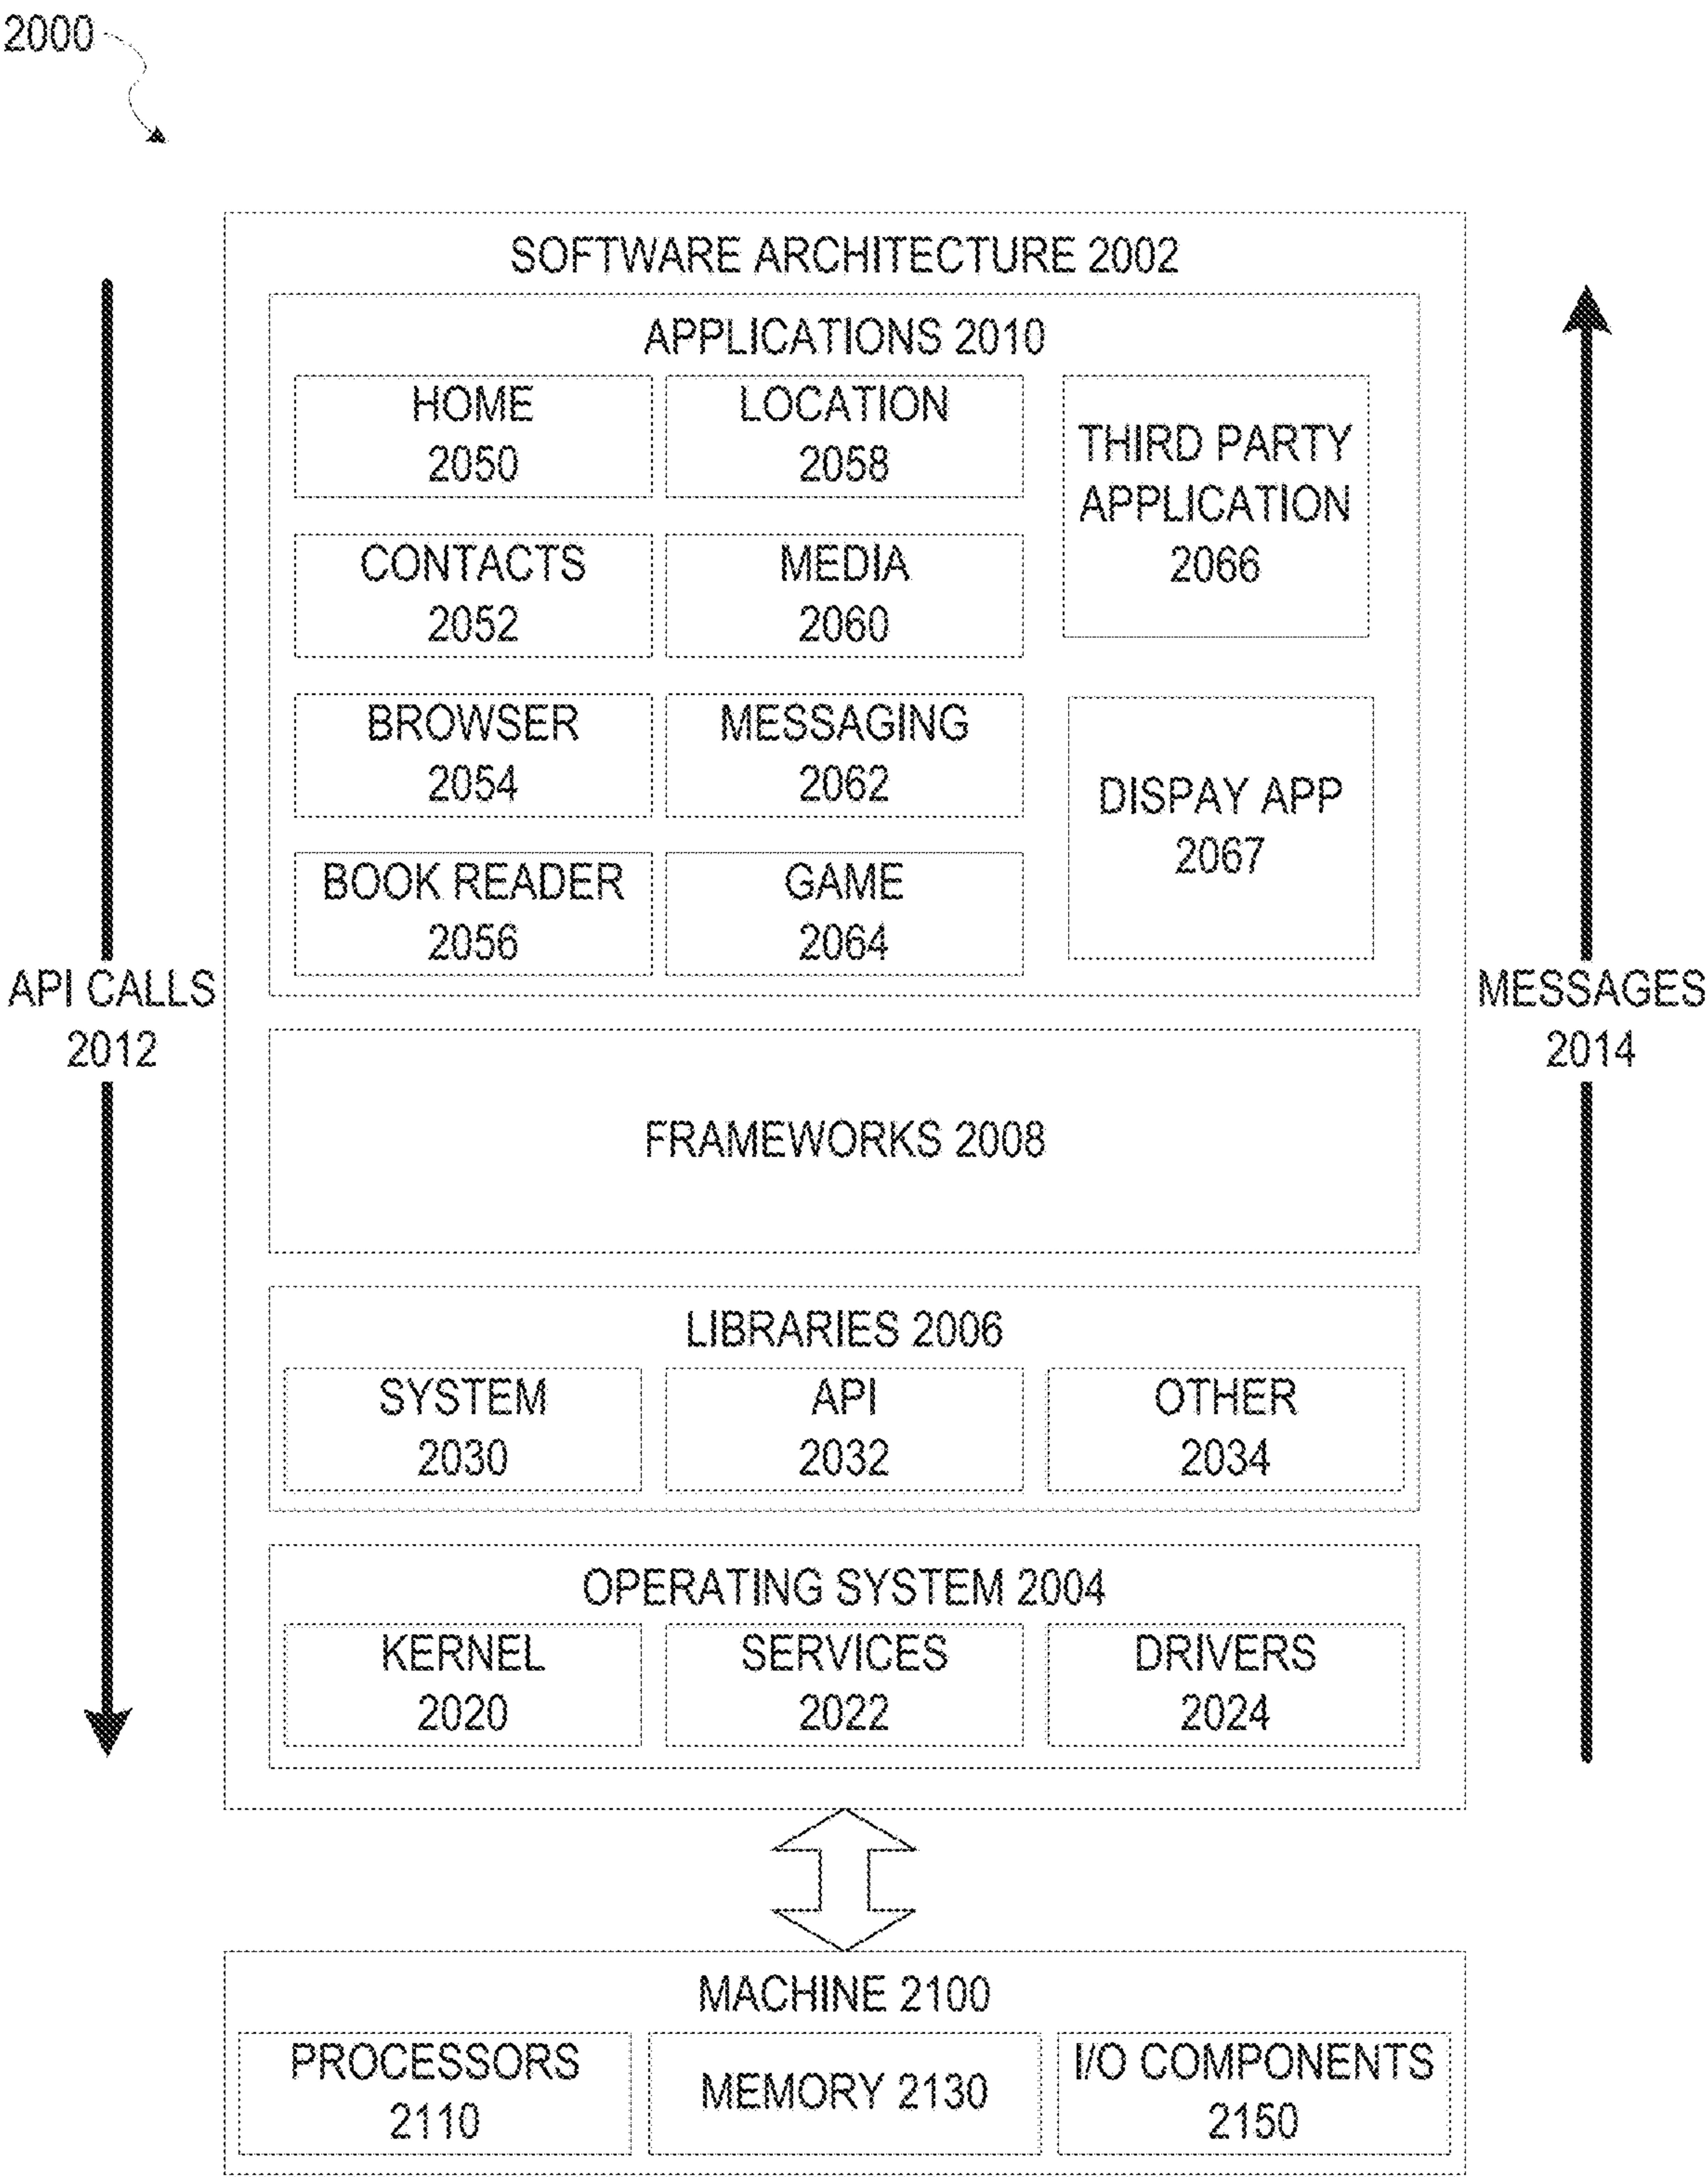 2000
SOFTWARE ARCHITECTURE 2002
APPLICATIONS 2010
HOME
2050
LOCATION
2058
THIRD PARTY
APPLICATION
2066
CONTACTS
2052
MEDIA
2060
BROWSER
2054
MESSAGING
2062
DISPAY APP
2067
BOOK READER
2056
GAME
2064
API CALLS
2012
MESSAGES
2014
FRAMEWORKS 2008
LIBRARIES 2006
SYSTEM
2030
API
2032
OTHER
2034
OPERATING SYSTEM 2004
KERNEL
2020
SERVICES
2022
DRIVERS
2024
MACHINE 2100
PROCESSORS
2110
MEMORY 2130
I/O COMPONENTS
2150